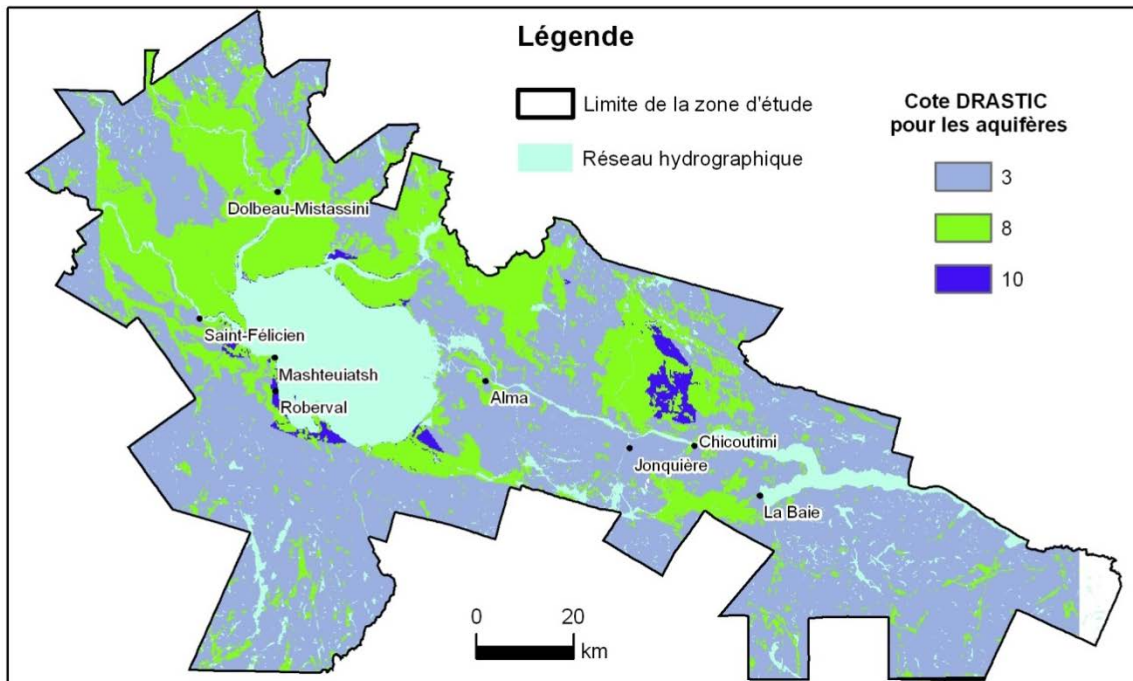 Légende
Limite de la zone d'étude
Réseau hydrographique
Cote DRASTIC
pour les aquifères
3
8
10
Dolbeau-Mistassini
Saint-Félicien
Mashteuiatsh
Roberval
Alma
Chicoutimi
Jonquière
La Baie
0 20
km